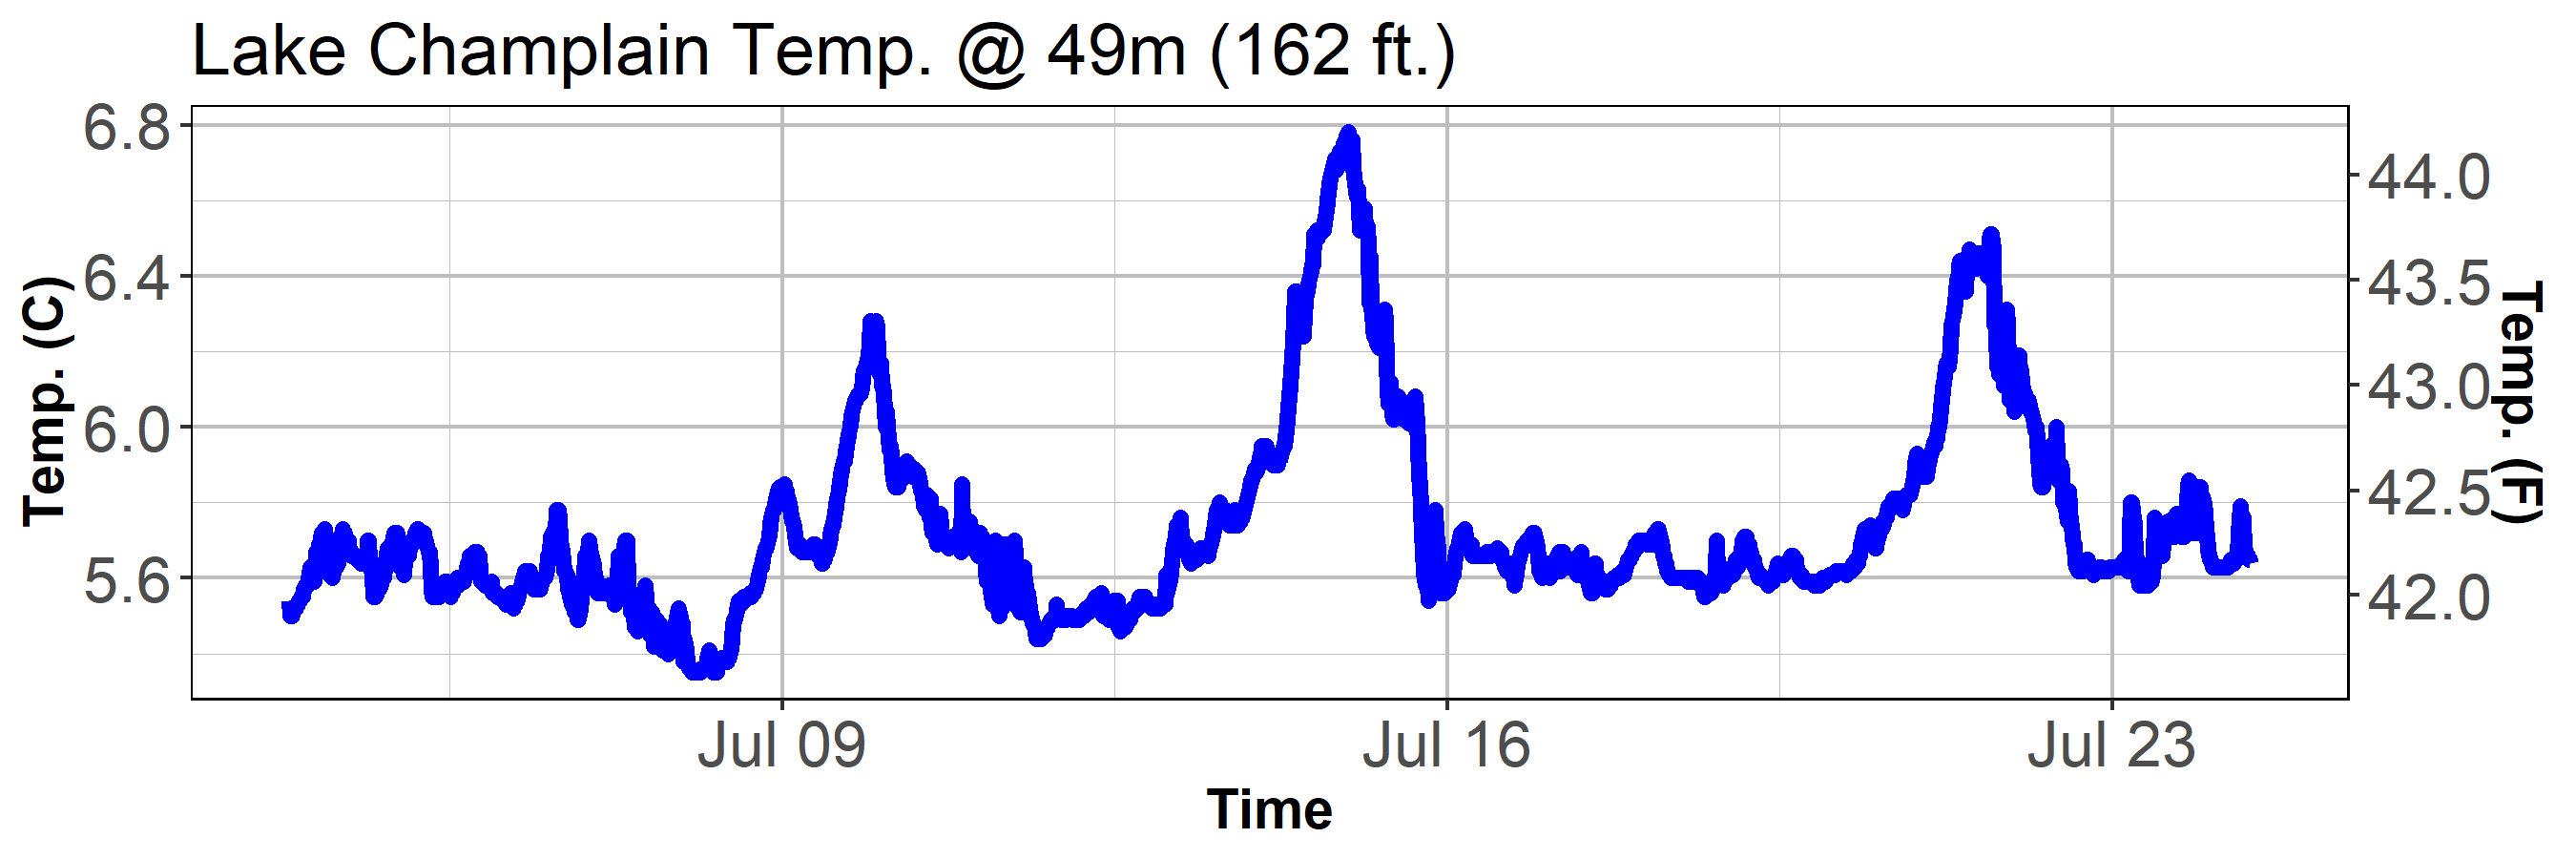 Lake Champlain Temp. @ 49m (162 ft.)
6.8
6.4
6.0
5.6
Temp. (C)
44.0
43.5
43.0
42.5
42.0
Temp. (F)
Jul 09 Jul 16 Jul 23
Time